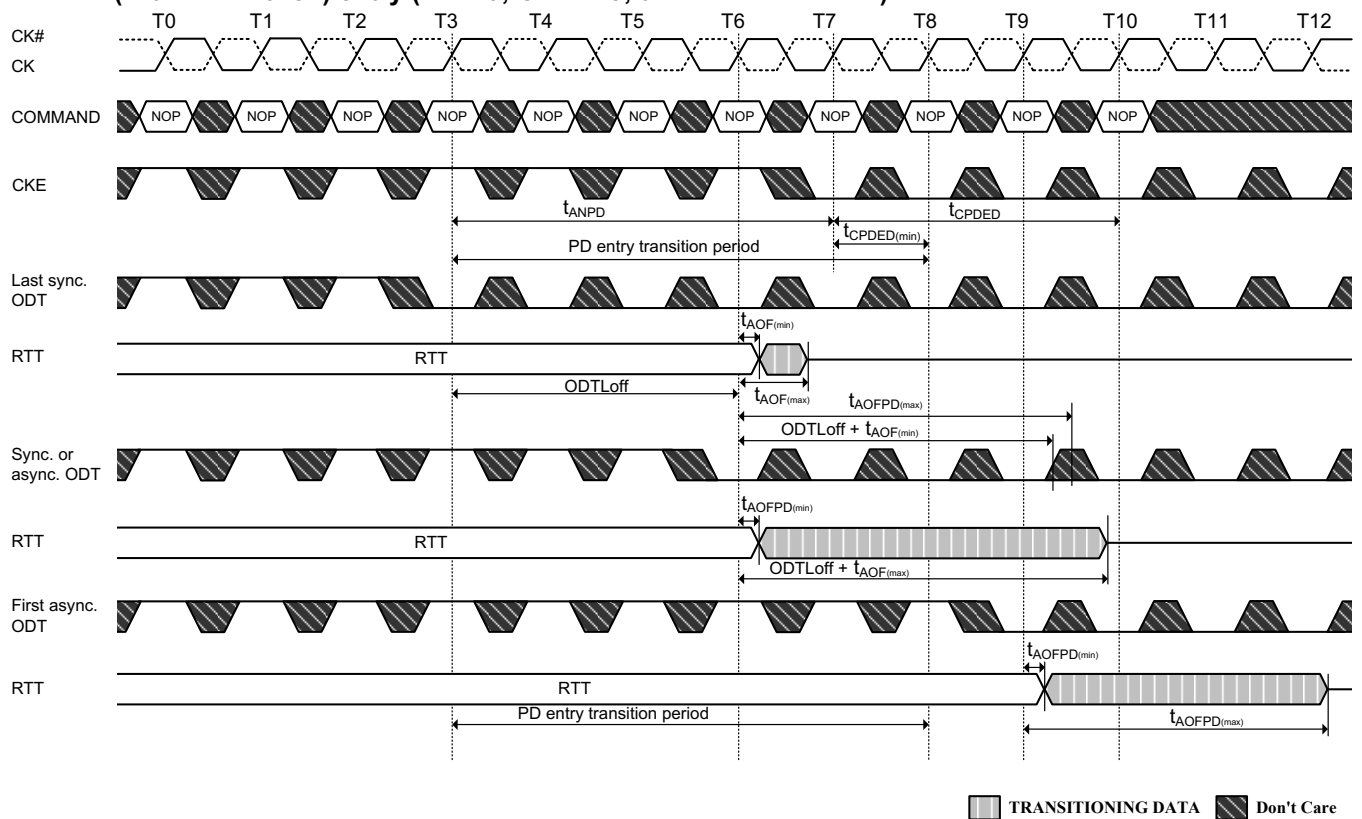 T0 T1 T2 T3 T4 T5 T6 T7 T8 T9 T10 T11 T12
CK#
CK
COMMAND NOP NOP NOP NOP NOP NOP NOP NOP NOP NOP NOP
CKE
tANPD tCPDED
tCPDED(min)
PD entry transition period
Last sync.
ODT
tAOF(min)
RTT RTT
ODTLoff tAOF(max) tAOFPD(max)
ODTLoff + tAOF(min)
Sync. or
async. ODT
tAOFPD(min)
RTT RTT
ODTLoff + tAOF(max)
First async.
ODT
tAOFPD(min)
RTT RTT
PD entry transition period tAOFPD(max)
TRANSITIONING DATA Don't Care